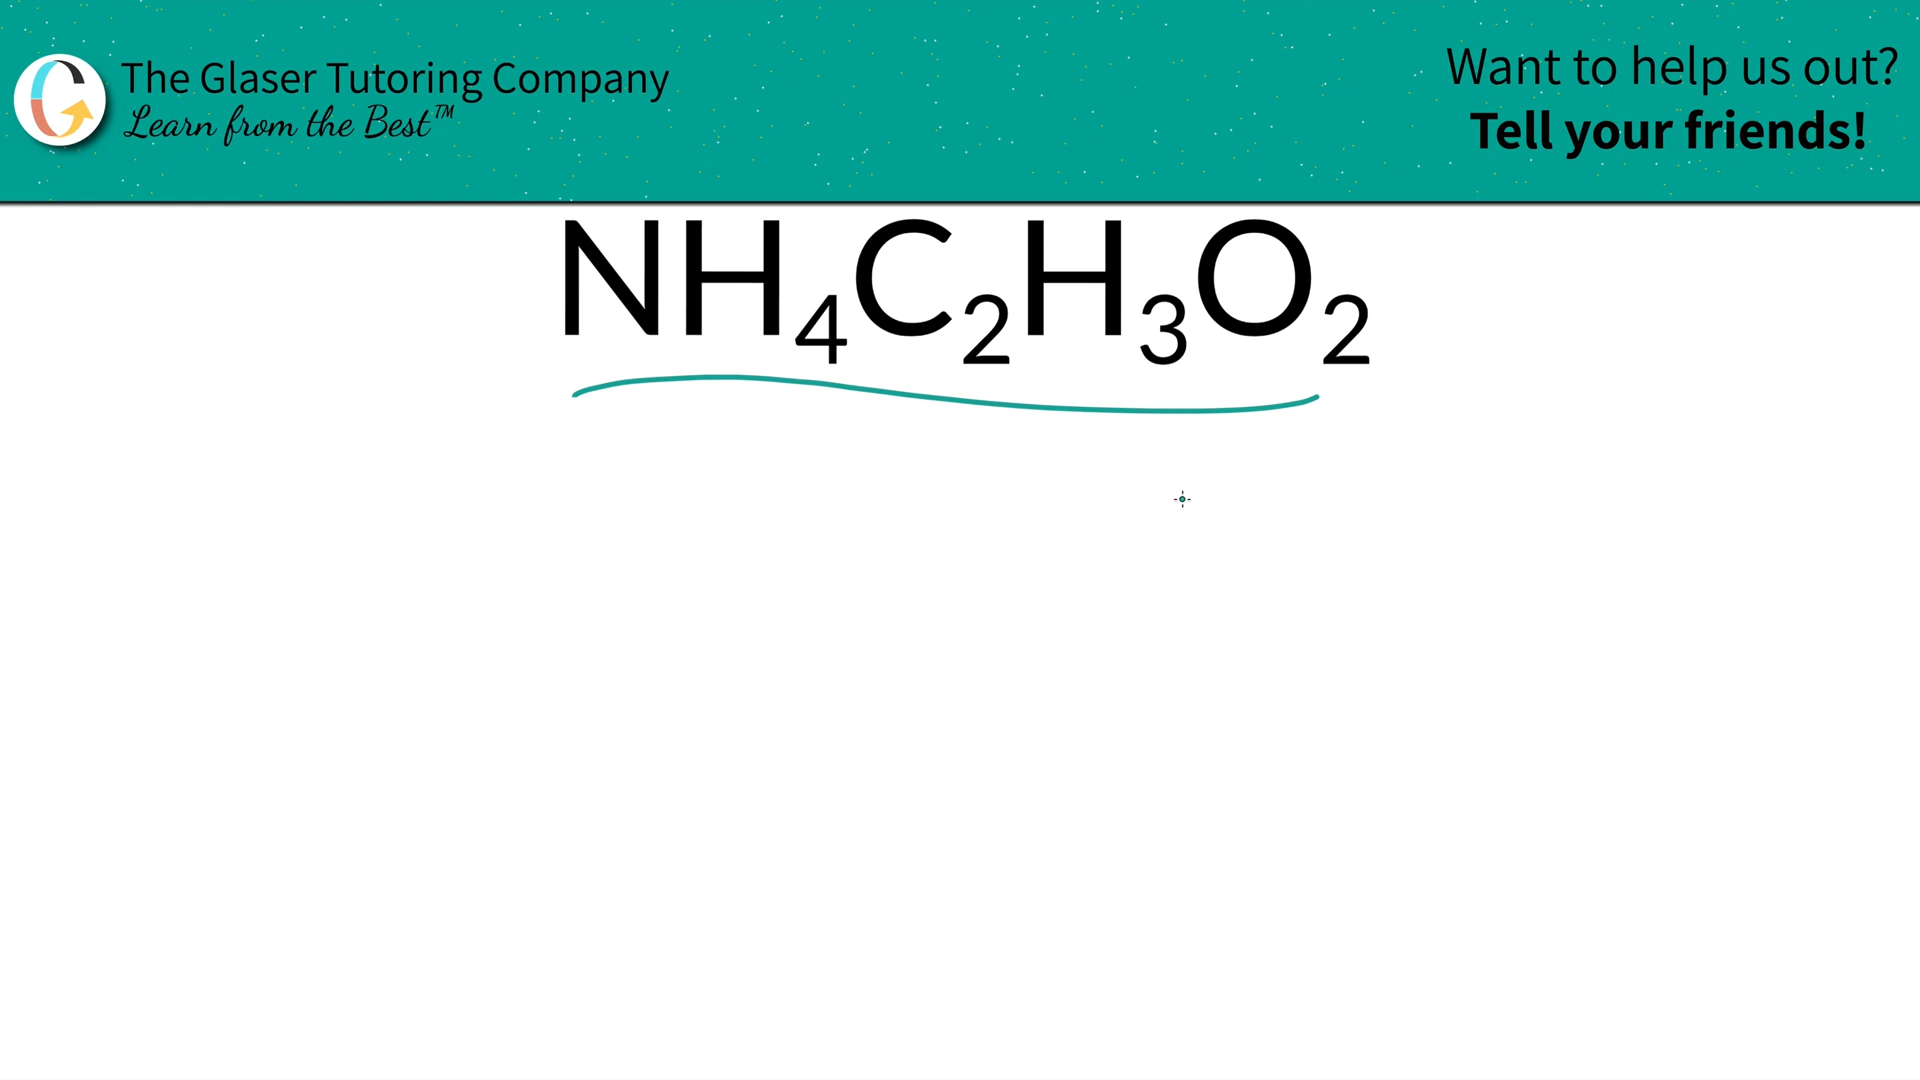 The Glaser Tutoring Company
Learn from the Best™
Want to help us out?
Tell your friends!
NH₄C₂H₃O₂